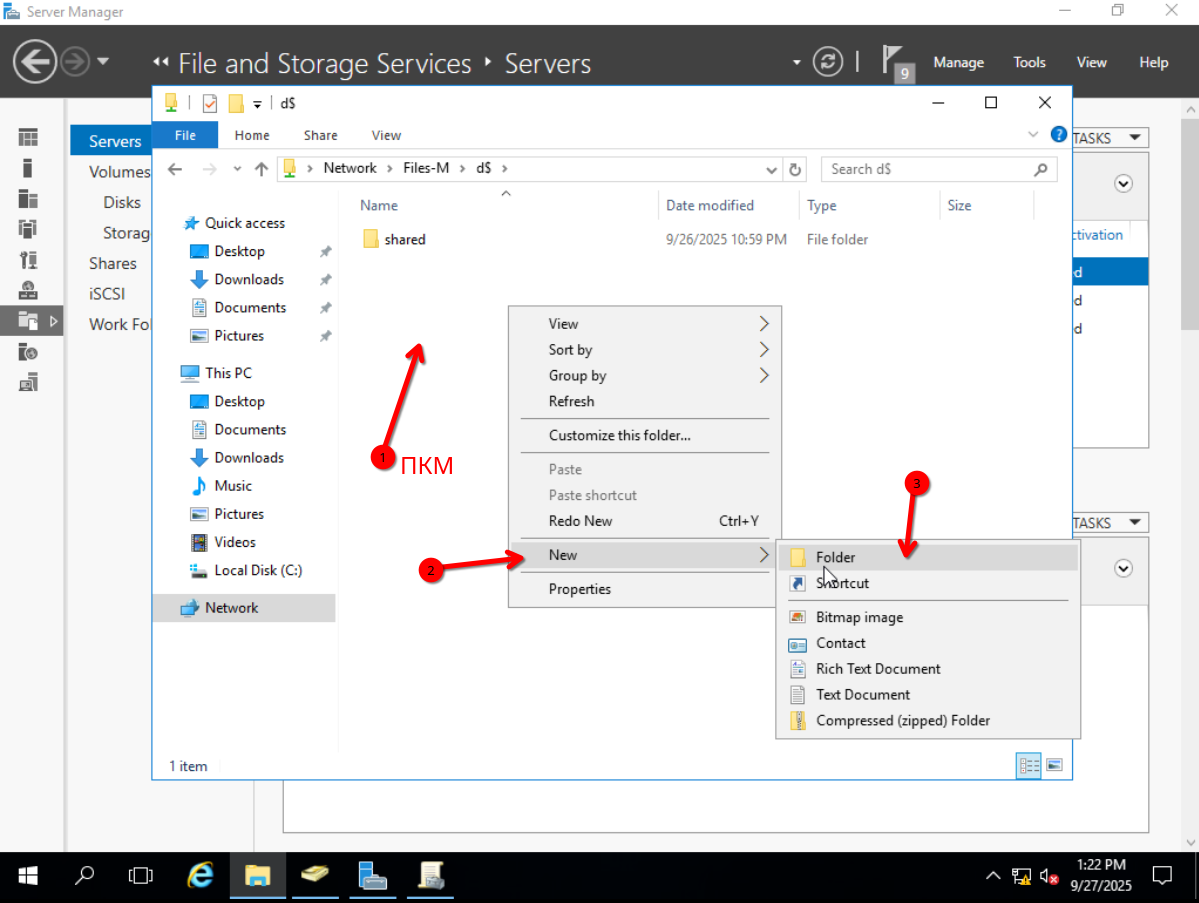 Server Manager
File and Storage Services Servers
9
Manage Tools View Help
d$
File Home Share View
Network Files-M d$
Search d$
TASKS
Servers
Volumes
Disks
Storag
Shares
iSCSI
Work Fol
Quick access
Desktop
Downloads
Documents
Pictures
This PC
Desktop
Documents
Downloads
Music
Pictures
Videos
Local Disk (C:)
Network
Name Date modified Type Size
shared 9/26/2025 10:59 PM File folder
ctivation
ed
ed
ed
1
ПКМ
2
3
View
Sort by
Group by
Refresh
Customize this folder...
Paste
Paste shortcut
Redo New Ctrl+Y
New
Properties
Folder
Shortcut
Bitmap image
Contact
Rich Text Document
Text Document
Compressed (zipped) Folder
TASKS
1 item
1:22 PM
9/27/2025